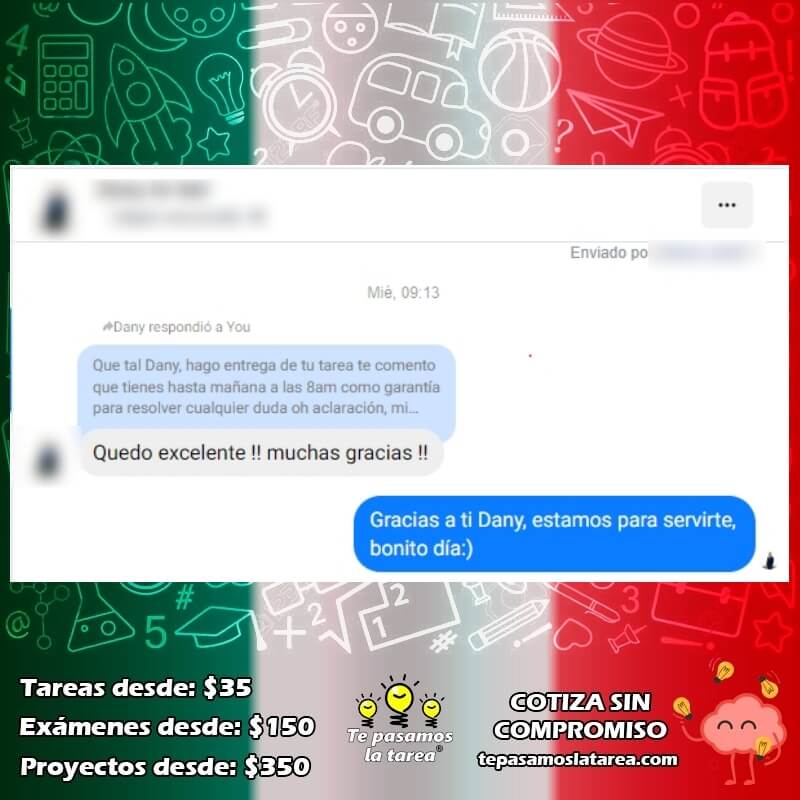 Enviado po
Mié, 09:13
Dany respondió a You
Que tal Dany, hago entrega de tu tarea te comento
que tienes hasta mañana a las 8am como garantía
para resolver cualquier duda oh aclaración, mi...
Quedo excelente !! muchas gracias !!
Gracias a ti Dany, estamos para servirte,
bonito día:)
Tareas desde: $35
Exámenes desde: $150
Proyectos desde: $350
Te pasamos
la tarea®
COTIZA SIN
COMPROMISO
tepasamoslatarea.com